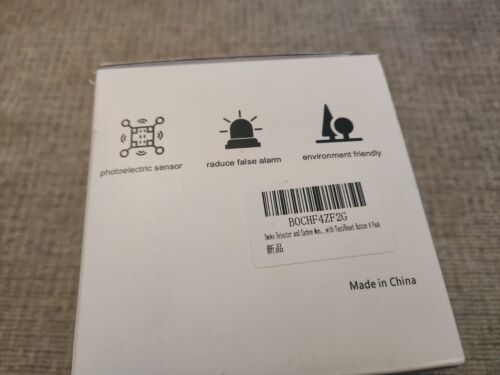 photoelectric sensor
raduce false alarm
environment friendly
B0CHF4ZF2G
Smoke Detector and Carbon Mon...with Test/Reset Button 4 Pack
新品
Made in China